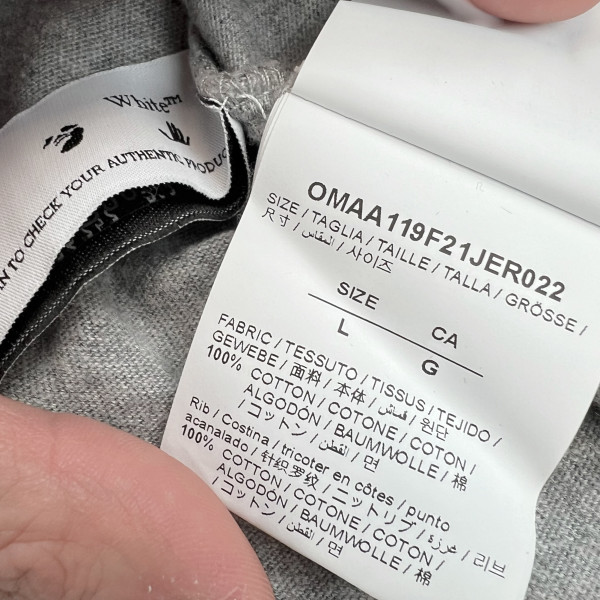 White™
N TO CHECK YOUR AUTHENTIC PRODUC
OMAA119F21JER022
SIZE / TAGLIA / TAILLE / TALLA / GRÖSSE /
尺寸 / المقاس / 사이즈
SIZE CA
L G
FABRIC / TESSUTO / TISSUS / TEJIDO /
GEWEBE / 面料 / 本体 / قماش / 원단
100% COTTON / COTONE / COTON /
ALGODÓN / BAUMWOLLE / 棉
/ コットン / القطن / 면
Rib / Costina / tricoter en côtes / punto
acanalado / 针织罗纹 / ニットリブ / غرزة / 리브
100% COTTON / COTONE / COTON /
ALGODÓN / BAUMWOLLE / 棉
/ コットン / القطن / 면